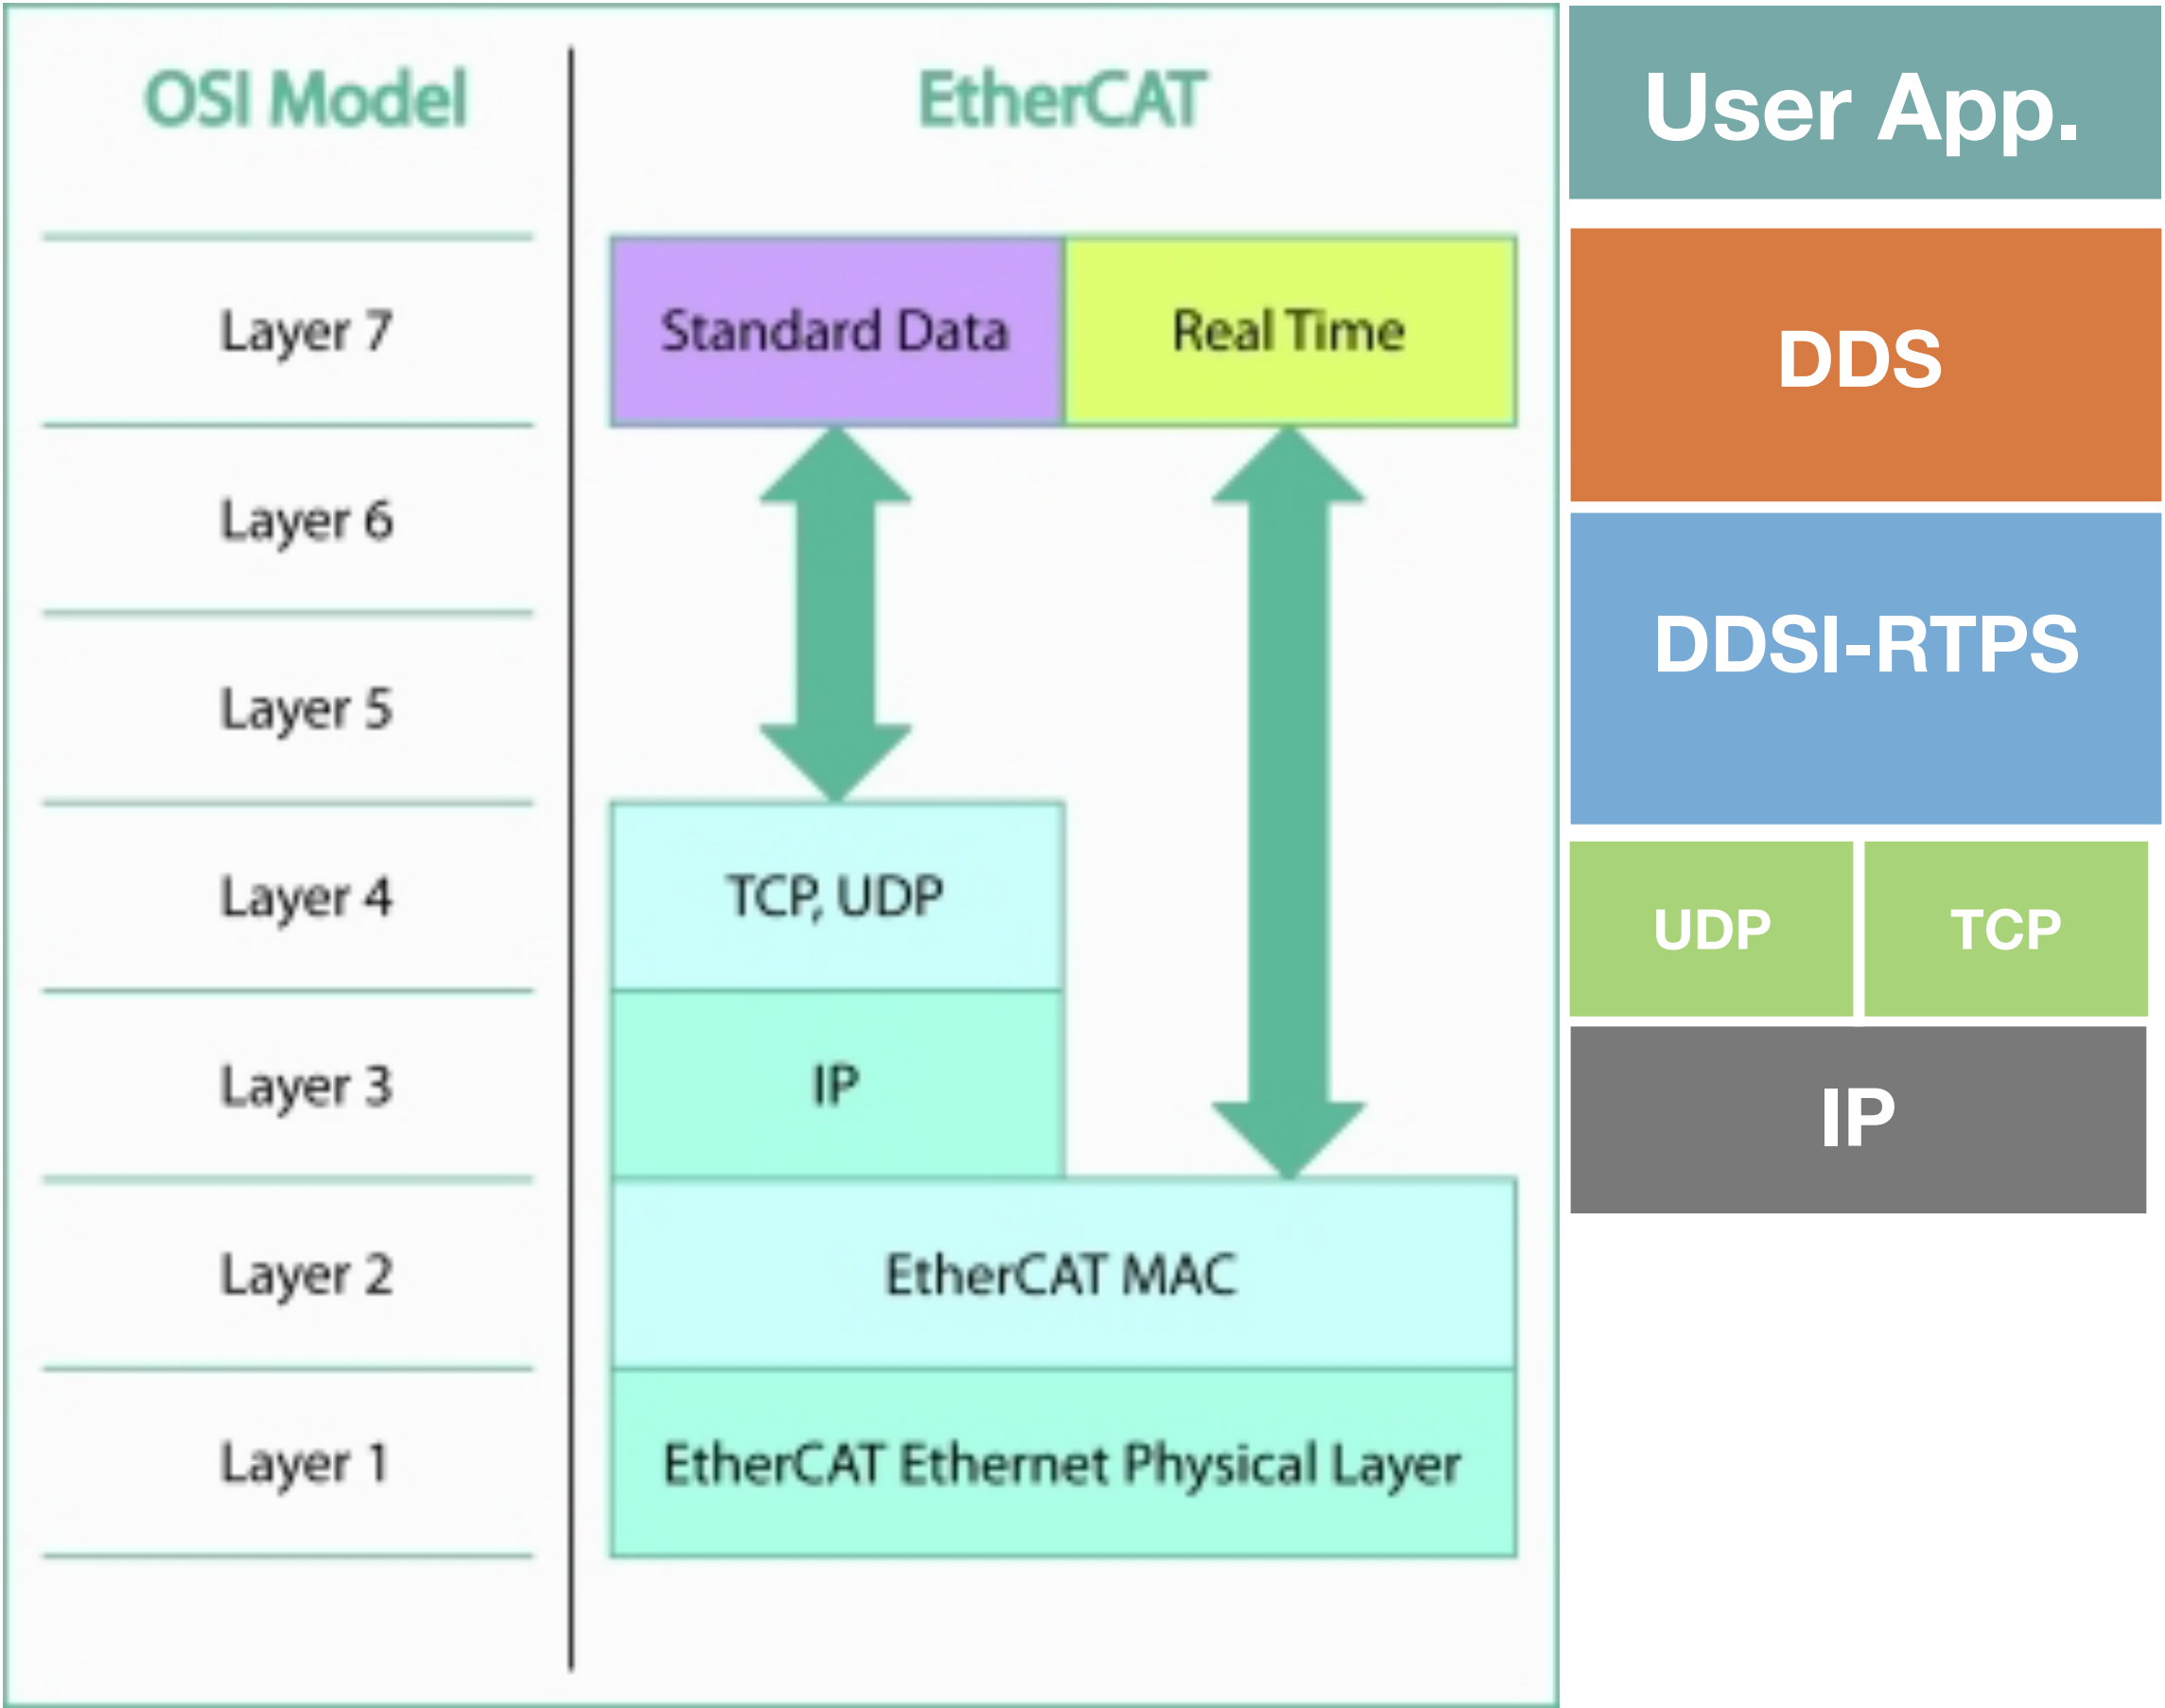 OSI Model
EtherCAT
Layer 7
Standard Data
Real Time
Layer 6
Layer 5
Layer 4
TCP, UDP
Layer 3
IP
Layer 2
EtherCAT MAC
Layer 1
EtherCAT Ethernet Physical Layer
User App.
DDS
DDSI-RTPS
UDP
TCP
IP